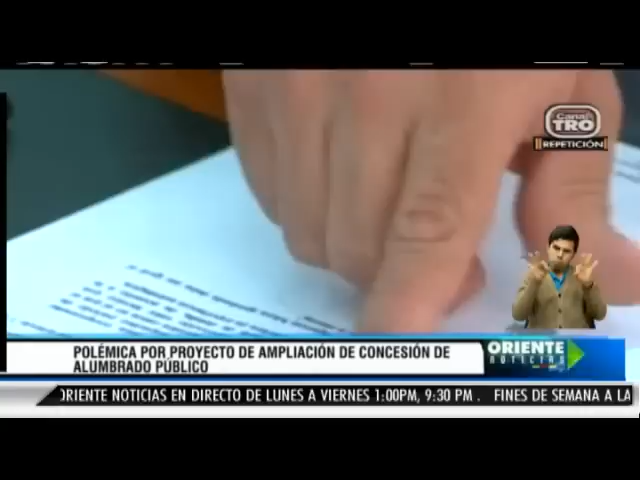 Canal
TRO
REPETICIÓN
POLÉMICA POR PROYECTO DE AMPLIACIÓN DE CONCESIÓN DE
ALUMBRADO PÚBLICO
ORIENTE
NOTICIAS
ORIENTE NOTICIAS EN DIRECTO DE LUNES A VIERNES 1:00PM, 9:30 PM . FINES DE SEMANA A LA